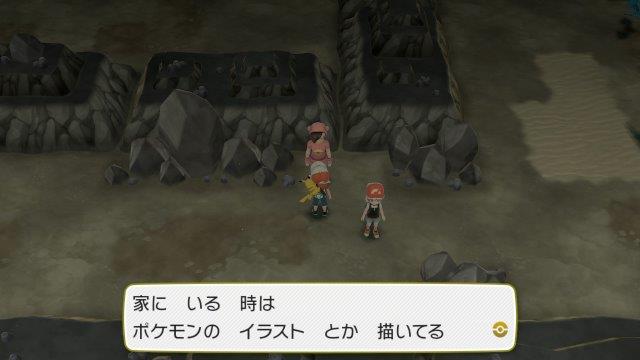 家に　いる　時は
ポケモンの　イラスト　とか　描いてる